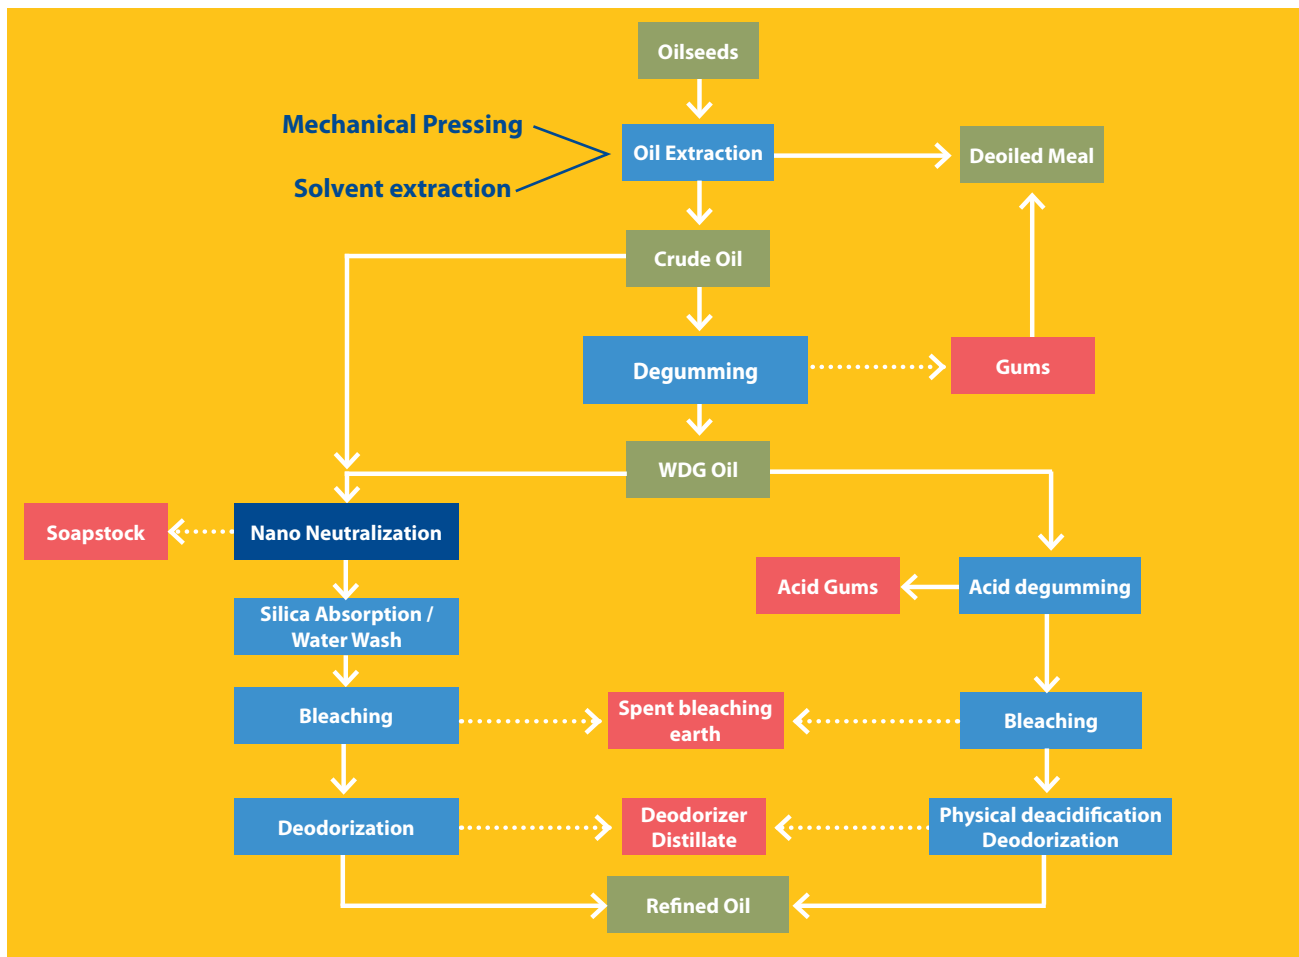 Oilseeds
Mechanical Pressing
Solvent extraction
Oil Extraction
Deoiled Meal
Crude Oil
Degumming
Gums
WDG Oil
Soapstock
Nano Neutralization
Acid Gums
Acid degumming
Silica Absorption /
Water Wash
Bleaching
Spent bleaching
earth
Bleaching
Deodorization
Deodorizer
Distillate
Physical deacidification
Deodorization
Refined Oil